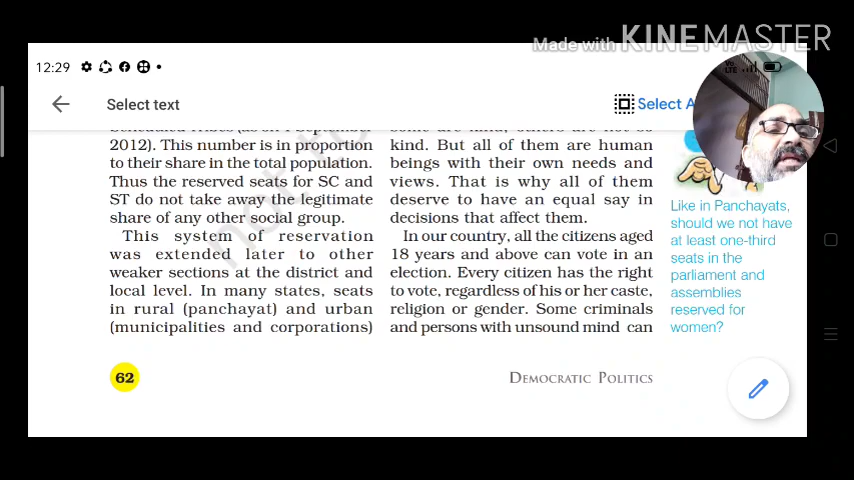 Made with KINEMASTER
12:29
Select text
Select A
2012). This number is in proportion
to their share in the total population.
Thus the reserved seats for SC and
ST do not take away the legitimate
share of any other social group.
This system of reservation
was extended later to other
weaker sections at the district and
local level. In many states, seats
in rural (panchayat) and urban
(municipalities and corporations)
kind. But all of them are human
beings with their own needs and
views. That is why all of them
deserve to have an equal say in
decisions that affect them.
In our country, all the citizens aged
18 years and above can vote in an
election. Every citizen has the right
to vote, regardless of his or her caste,
religion or gender. Some criminals
and persons with unsound mind can
Like in Panchayats,
should we not have
at least one-third
seats in the
parliament and
assemblies
reserved for
women?
62
Democratic Politics